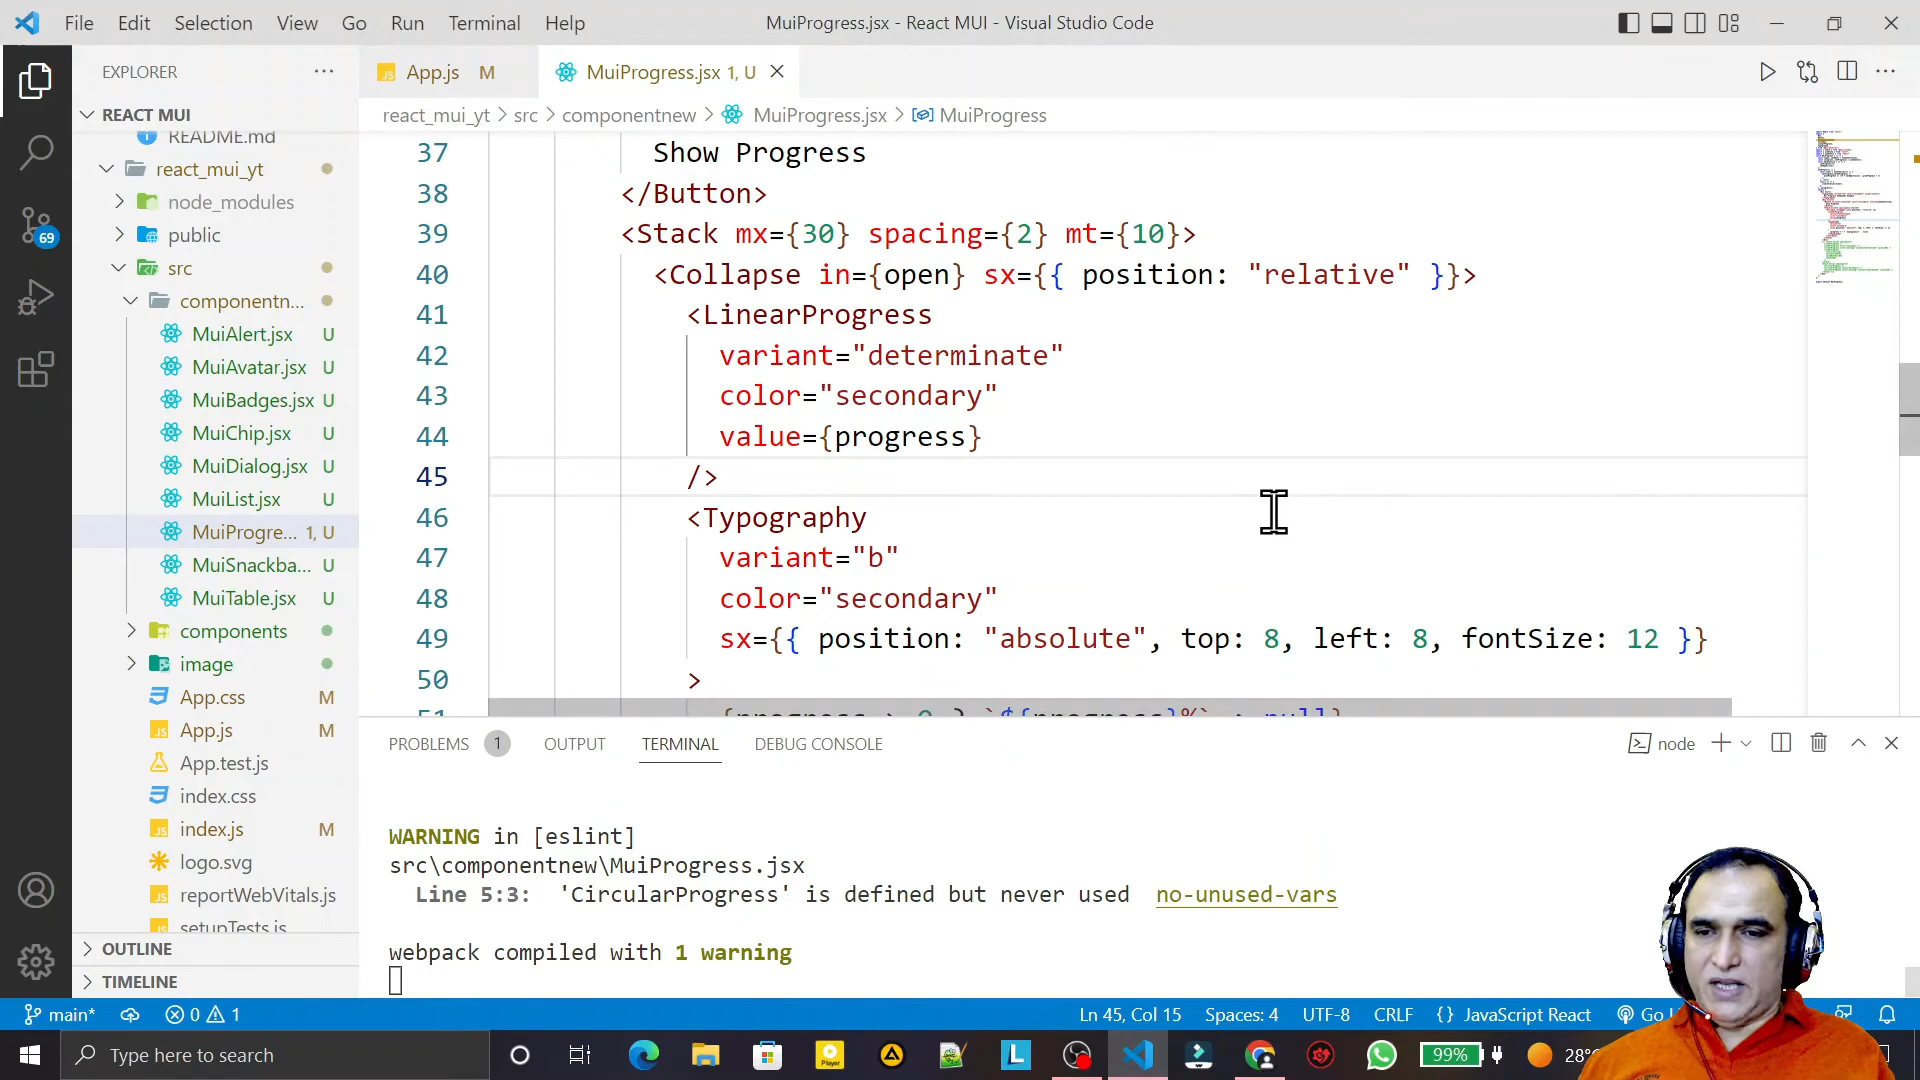 File Edit Selection View Go Run Terminal Help MuiProgress.jsx - React MUI - Visual Studio Code
EXPLORER
App.js M
MuiProgress.jsx 1, U
REACT MUI
react_mui_yt > src > componentnew > MuiProgress.jsx > MuiProgress
README.md
react_mui_yt
node_modules
public
src
componentn...
MuiAlert.jsx U
MuiAvatar.jsx U
MuiBadges.jsx U
MuiChip.jsx U
MuiDialog.jsx U
MuiList.jsx U
MuiProgre... 1, U
MuiSnackba... U
MuiTable.jsx U
components
image
App.css M
App.js M
App.test.js
index.css
index.js M
logo.svg
reportWebVitals.js
setupTests.js
OUTLINE
TIMELINE
69
37 Show Progress
38 </Button>
39 <Stack mx={30} spacing={2} mt={10}>
40 <Collapse in={open} sx={{ position: "relative" }}>
41 <LinearProgress
42 variant="determinate"
43 color="secondary"
44 value={progress}
45 />
46 <Typography
47 variant="b"
48 color="secondary"
49 sx={{ position: "absolute", top: 8, left: 8, fontSize: 12 }}
50 >
PROBLEMS 1 OUTPUT TERMINAL DEBUG CONSOLE node
WARNING in [eslint]
src\componentnew\MuiProgress.jsx
Line 5:3: 'CircularProgress' is defined but never used no-unused-vars
webpack compiled with 1 warning
main* 0 1 Ln 45, Col 15 Spaces: 4 UTF-8 CRLF {} JavaScript React Go
Type here to search
Player
L
99%
28°